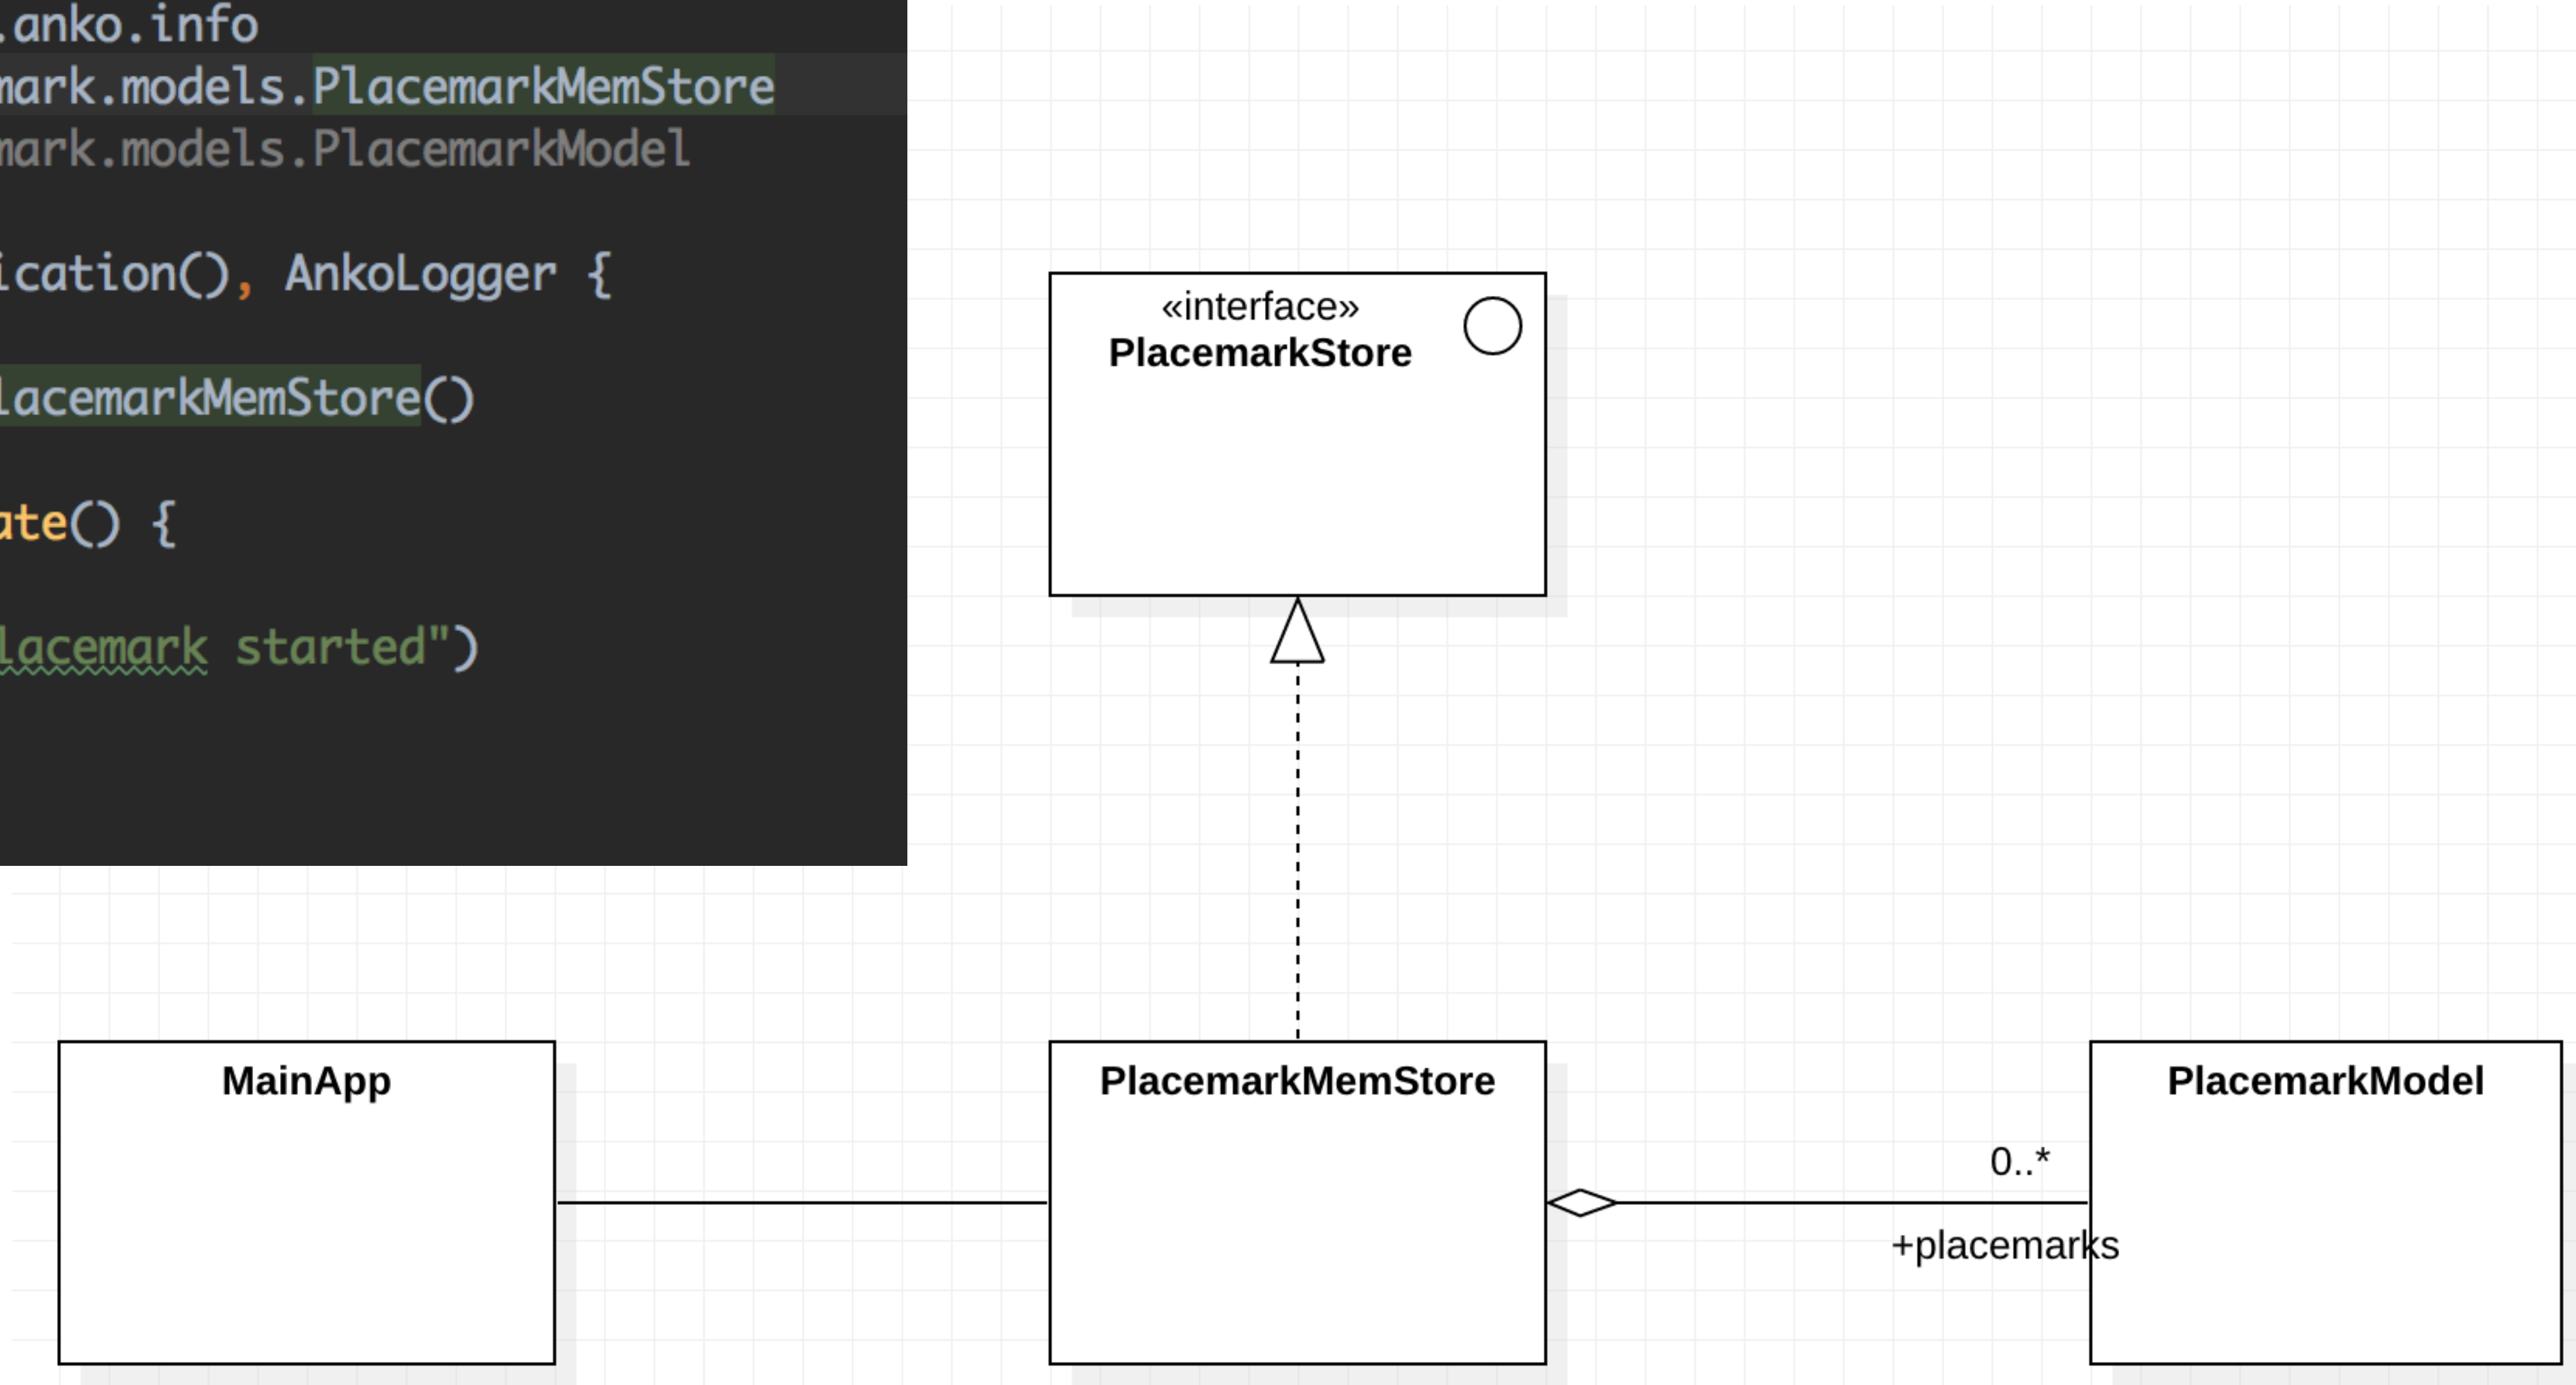 .anko.info
mark.models.PlacemarkMemStore
mark.models.PlacemarkModel
ication(), AnkoLogger {
lacemarkMemStore()
ate() {
lacemark started")
«interface»
PlacemarkStore
MainApp
PlacemarkMemStore
PlacemarkModel
0..*
+placemarks